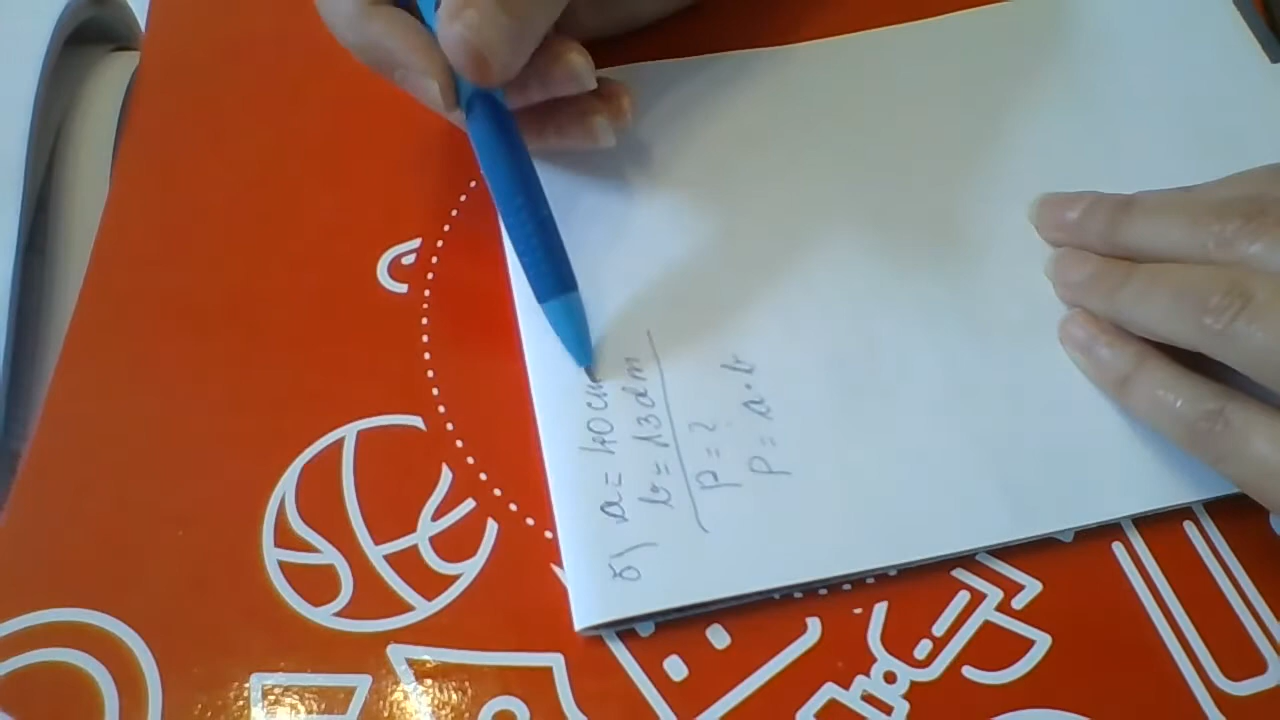 б) a = 40 cm
b = 13 dm
P = ?
P = a · b